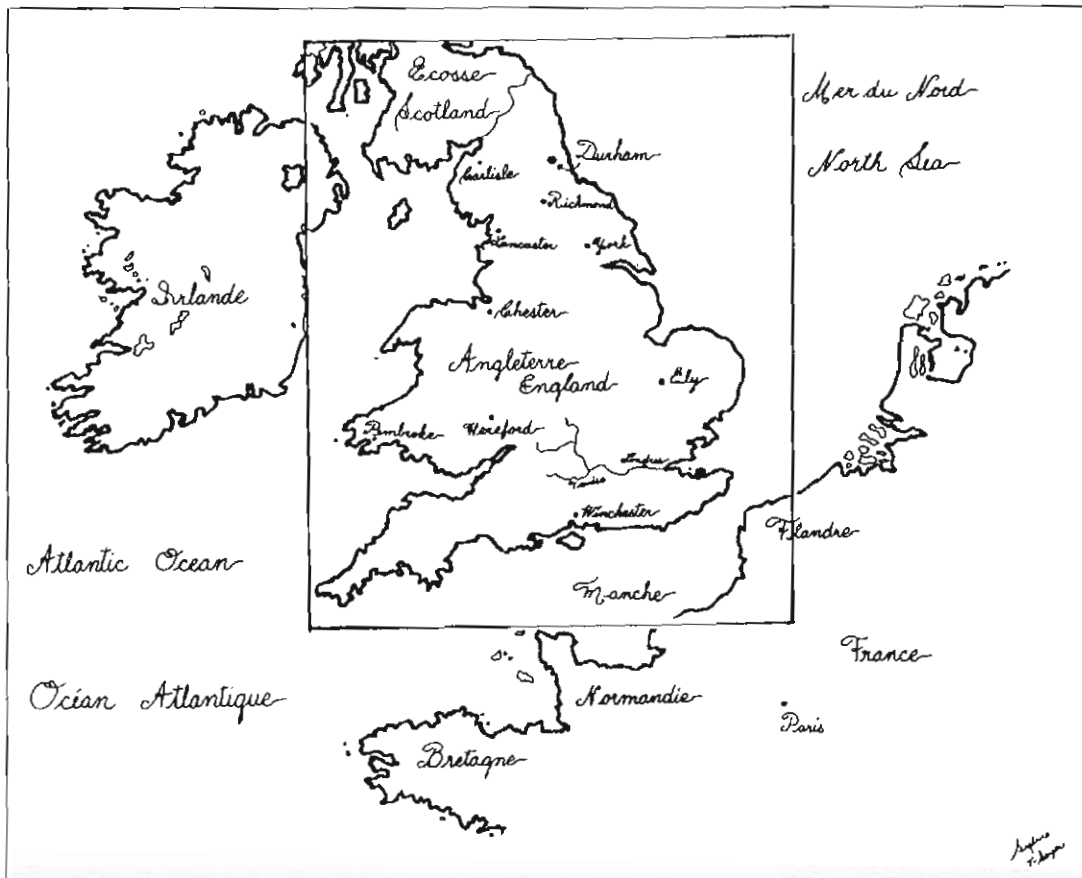 Ecosse
Scotland
Mer du Nord
North Sea
Durham
Carlisle
Richmond
Lancaster
York
Irlande
Chester
Angleterre
England
Ely
Pembroke
Hereford
Londres
Tamise
Winchester
Flandre
Atlantic Ocean
Manche
France
Océan Atlantique
Normandie
Paris
Bretagne